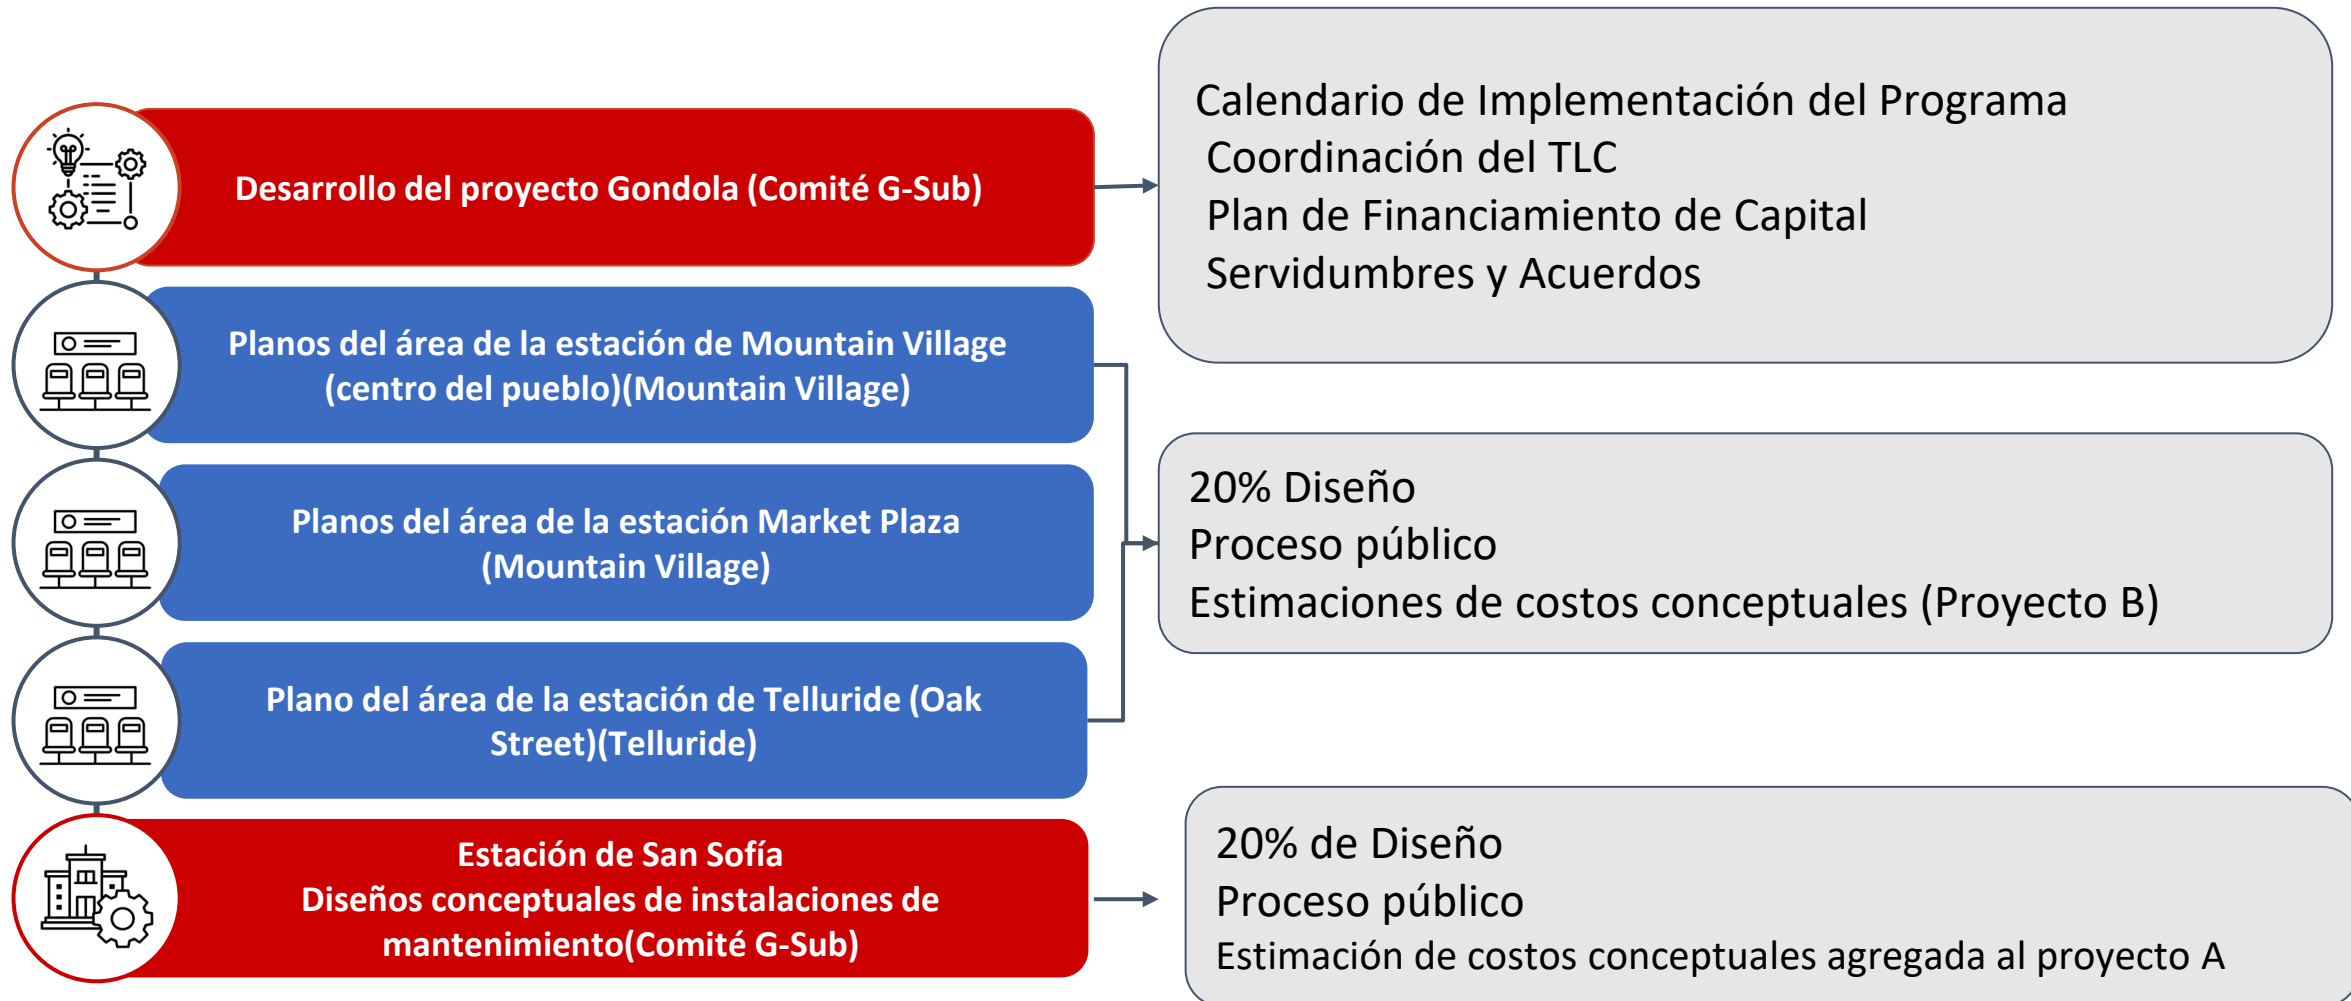 Desarrollo del proyecto Gondola (Comité G-Sub)
Calendario de Implementación del Programa
Coordinación del TLC
Plan de Financiamiento de Capital
Servidumbres y Acuerdos
Planos del área de la estación de Mountain Village
(centro del pueblo)(Mountain Village)
Planos del área de la estación Market Plaza
(Mountain Village)
Plano del área de la estación de Telluride (Oak
Street)(Telluride)
20% Diseño
Proceso público
Estimaciones de costos conceptuales (Proyecto B)
Estación de San Sofía
Diseños conceptuales de instalaciones de
mantenimiento(Comité G-Sub)
20% de Diseño
Proceso público
Estimación de costos conceptuales agregada al proyecto A